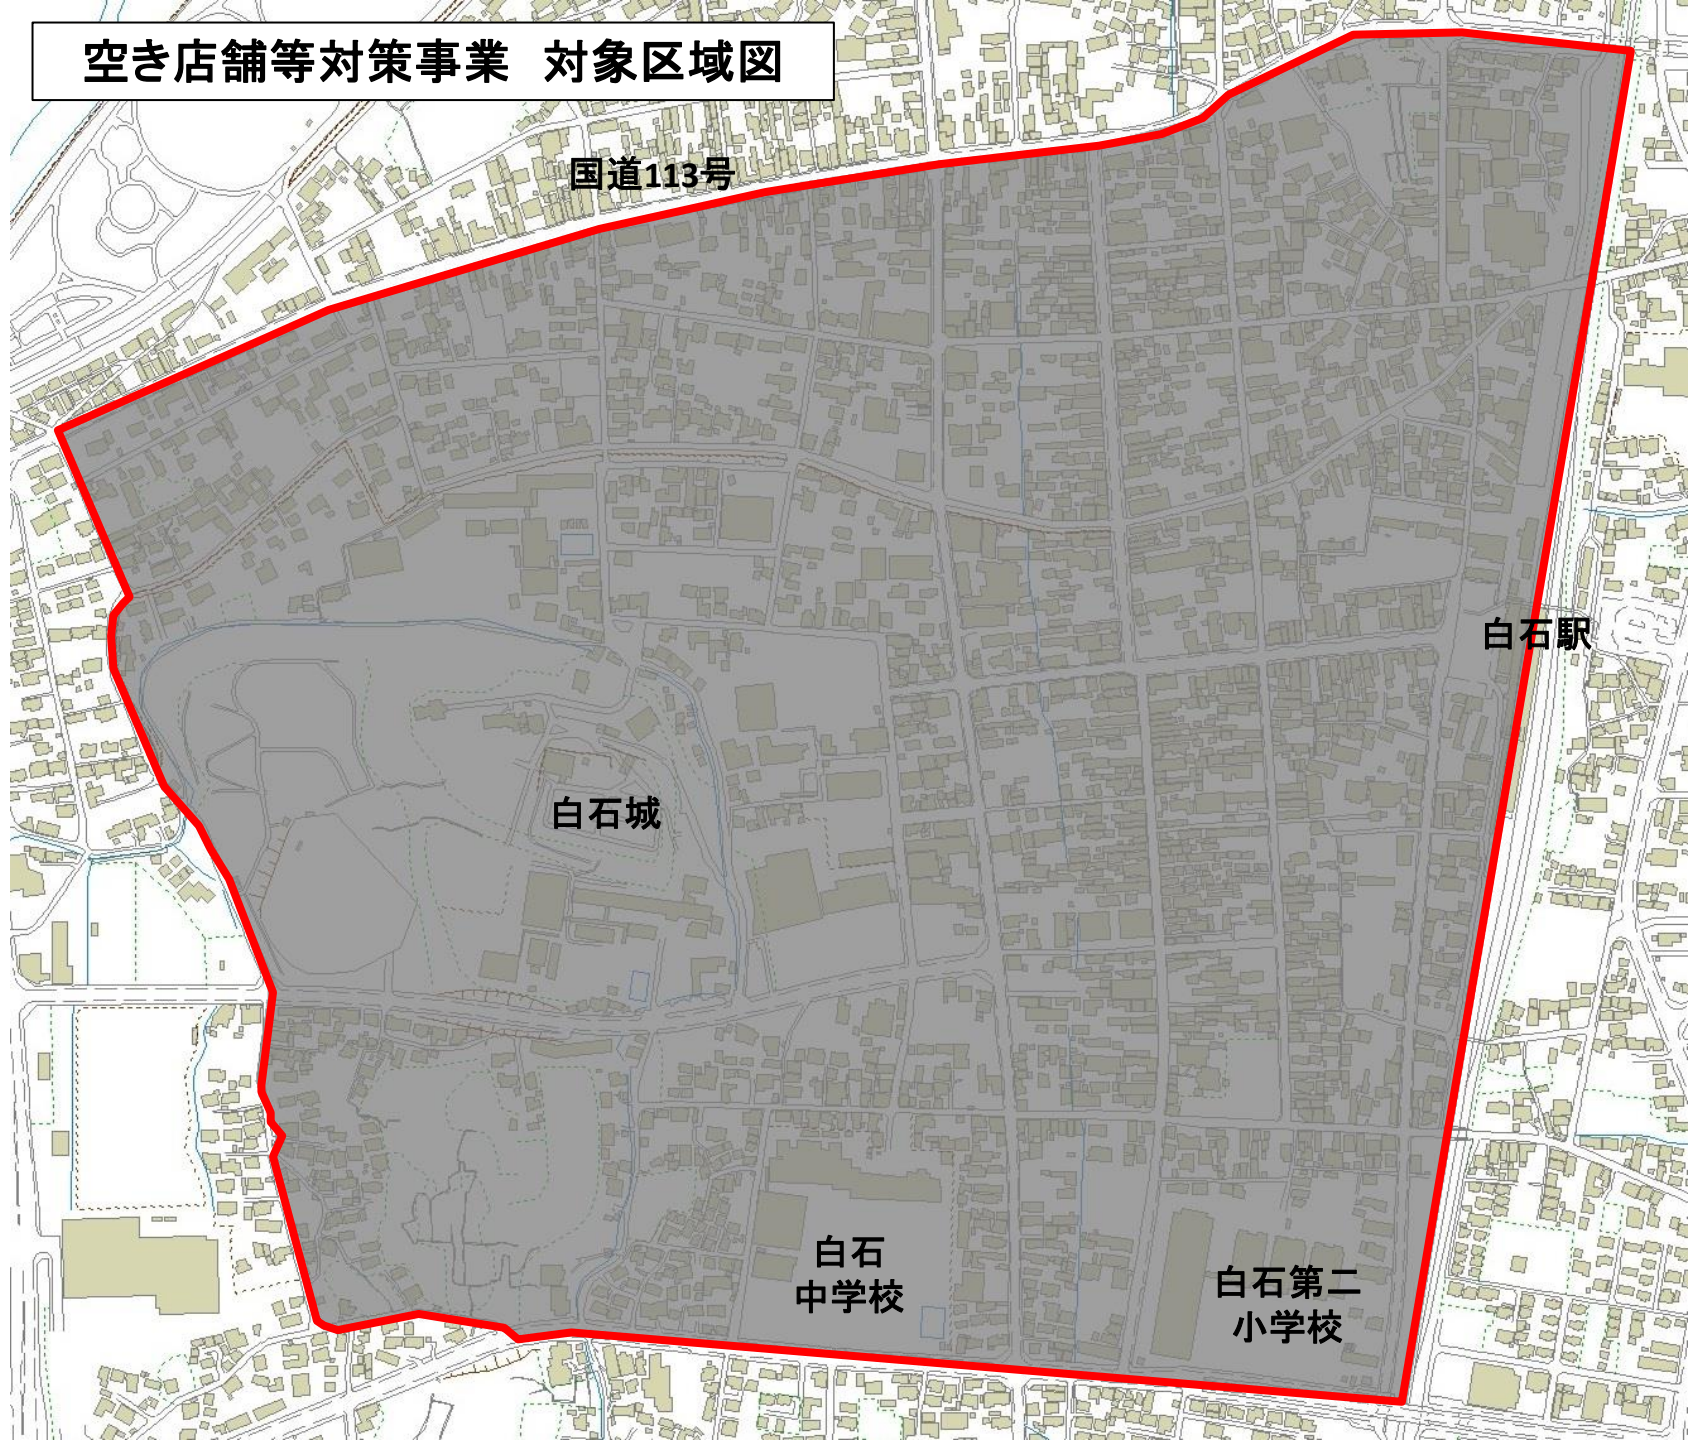 空き店舗等対策事業　対象区域図
国道113号
白石駅
白石城
白石
中学校
白石第二
小学校